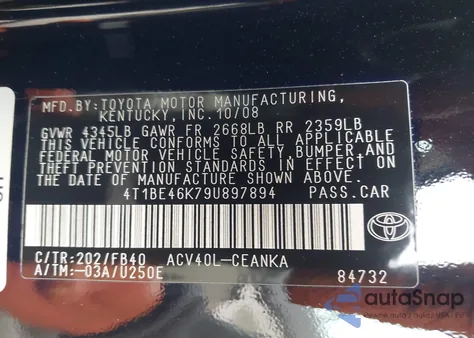 MFD.BY:TOYOTA MOTOR MANUFACTURING,
KENTUCKY,INC.10/08
GVWR 4345LB GAWR FR 2668LB RR 2359LB
THIS VEHICLE CONFORMS TO ALL APPLICABLE
FEDERAL MOTOR VEHICLE SAFETY, BUMPER, AND
THEFT PREVENTION STANDARDS IN EFFECT ON
THE DATE OF MANUFACTURE SHOWN ABOVE.
4T1BE46K79U897894 PASS.CAR
C/TR:202/FB40 ACV40L-CEANKA
A/TM:-03A/U250E 84732
TOYOTA
autoSnap